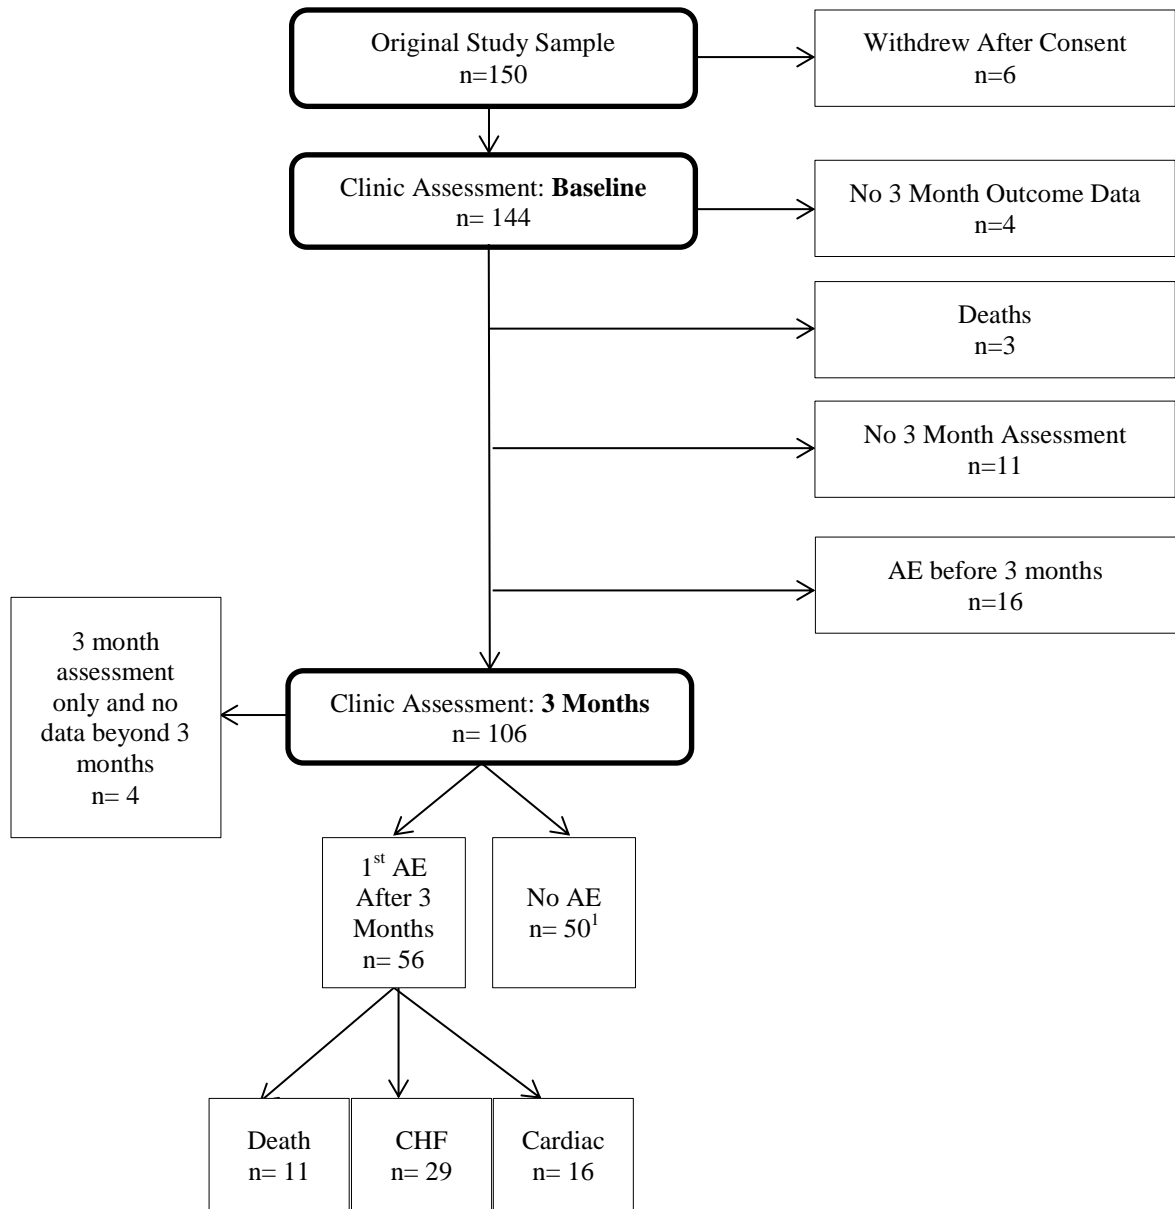 Original Study Sample
n=150
Withdrew After Consent
n=6
Clinic Assessment: Baseline
n= 144
No 3 Month Outcome Data
n=4
Deaths
n=3
No 3 Month Assessment
n=11
AE before 3 months
n=16
3 month
assessment
only and no
data beyond 3
months
n= 4
Clinic Assessment: 3 Months
n= 106
1st AE
After 3
Months
n= 56
No AE
n= 501
Death
n= 11
CHF
n= 29
Cardiac
n= 16